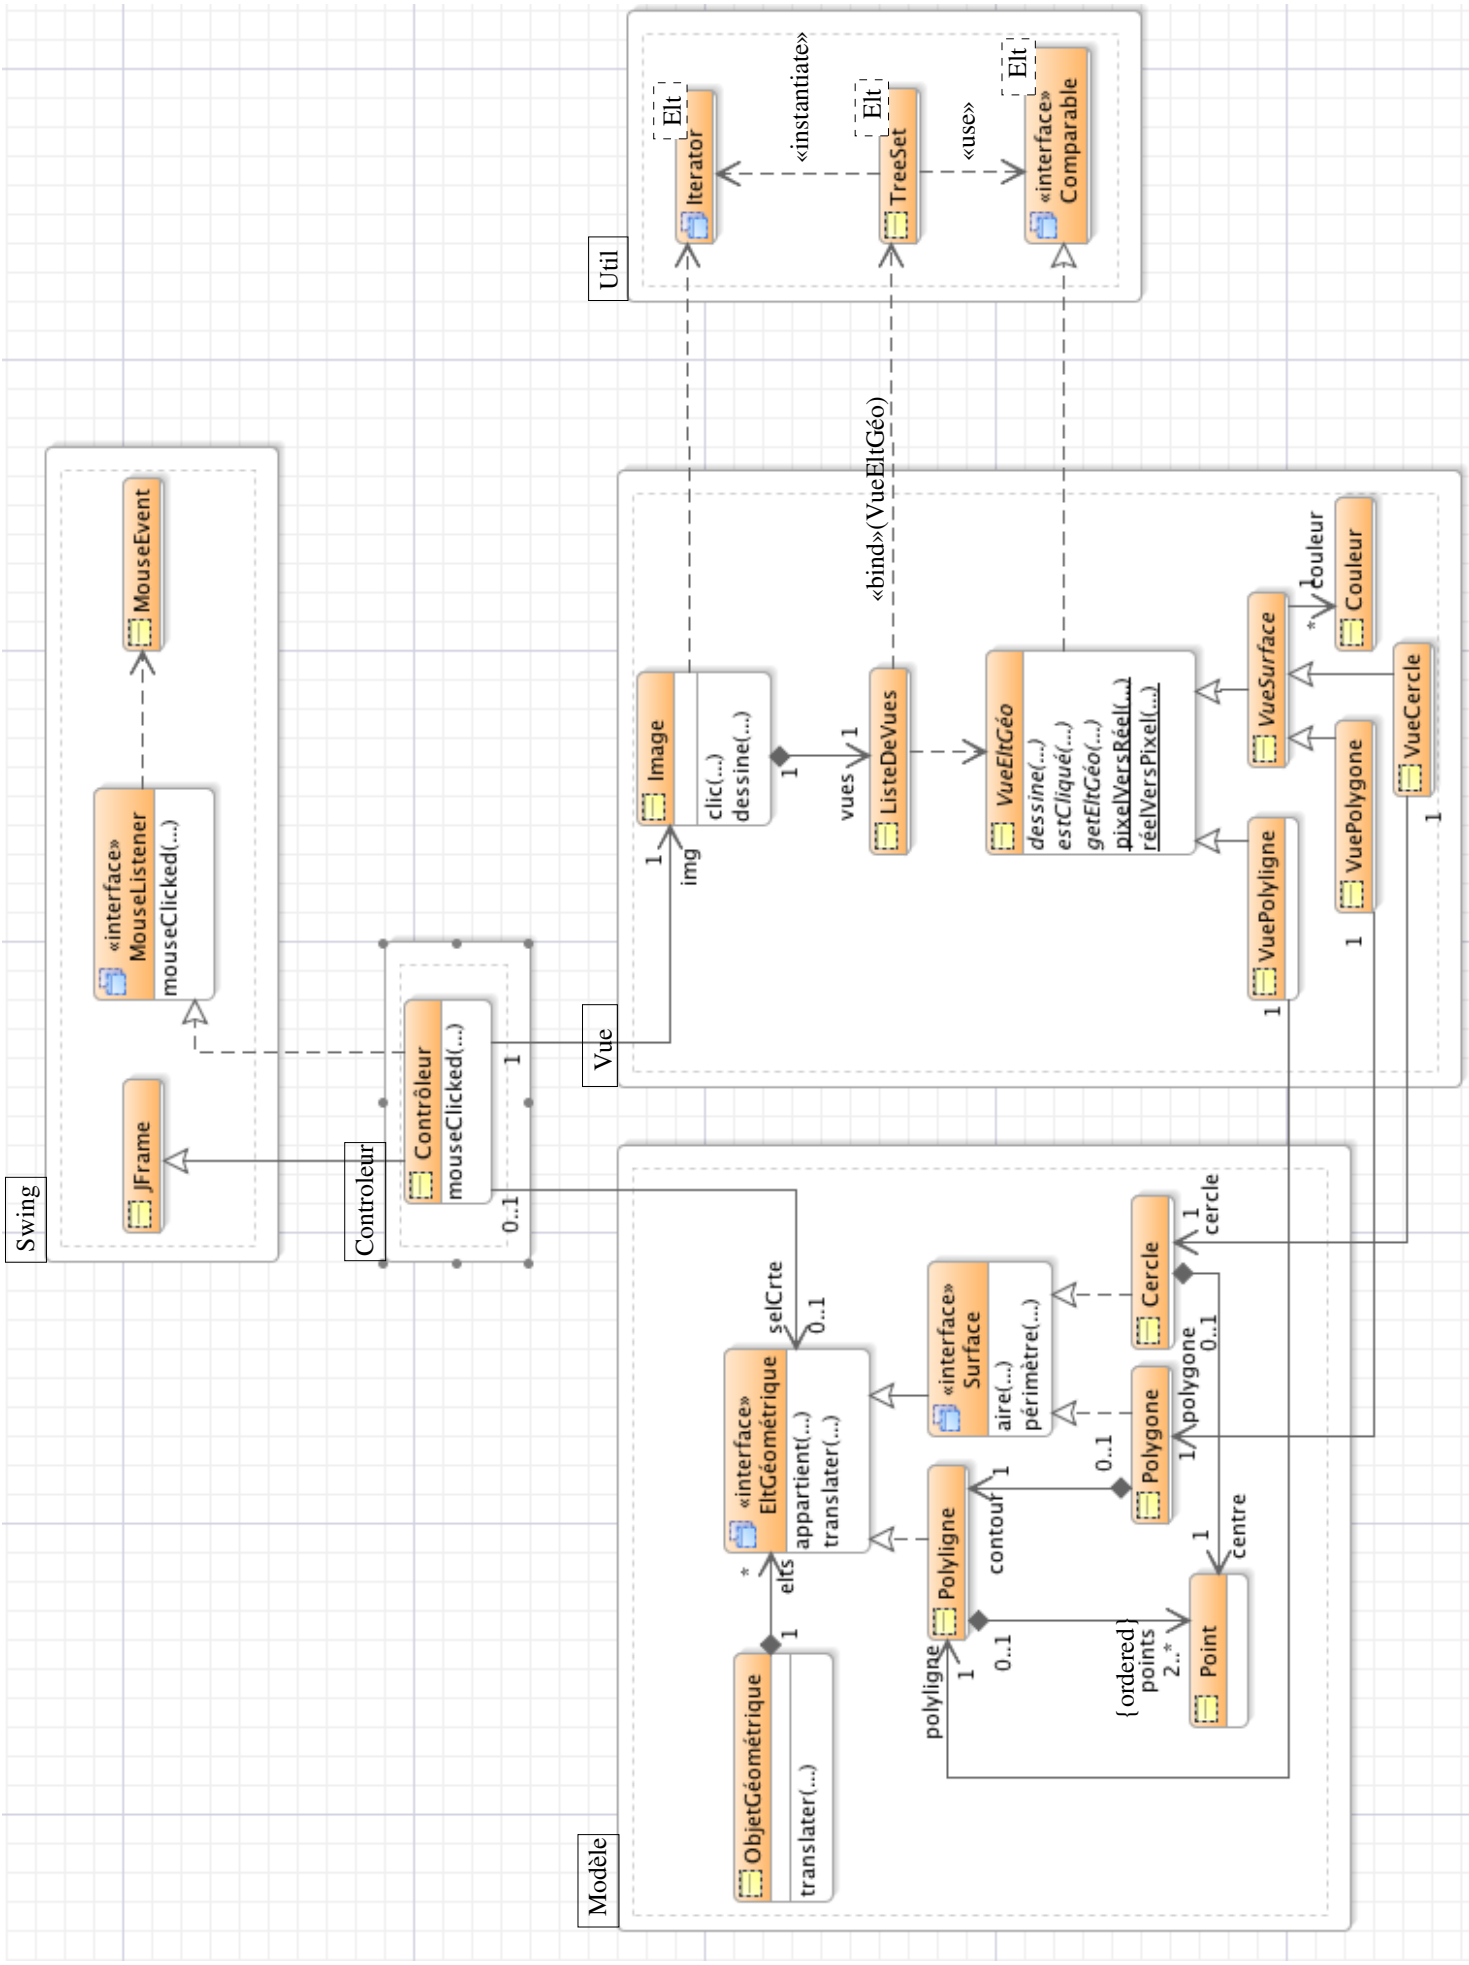 Swing
JFrame
«interface»
MouseListener
mouseClicked(...)
MouseEvent
Controleur
Contrôleur
mouseClicked(...)
0..1
1
selCrte
0..1
1
img
Modèle
ObjetGéométrique
translater(...)
1
*
elts
«interface»
EltGéométrique
appartient(...)
translater(...)
«interface»
Surface
aire(...)
périmètre(...)
Polyligne
polyligne
1
0..1
contour
1
0..1
Polygone
1
polygone
Cercle
1
cercle
0..1
{ordered}
points
2..*
1
centre
Point
Vue
Image
clic(...)
dessine(...)
1
vues
1
ListeDeVues
«bind»(VueEltGéo)
VueEltGéo
dessine(...)
estCliqué(...)
getEltGéo(...)
pixelVersRéel(...)
réelVersPixel(...)
VuePolyligne
1
VueSurface
*
1
couleur
Couleur
VuePolygone
1
VueCercle
1
Util
Iterator
Elt
«instantiate»
TreeSet
Elt
«use»
«interface»
Comparable
Elt